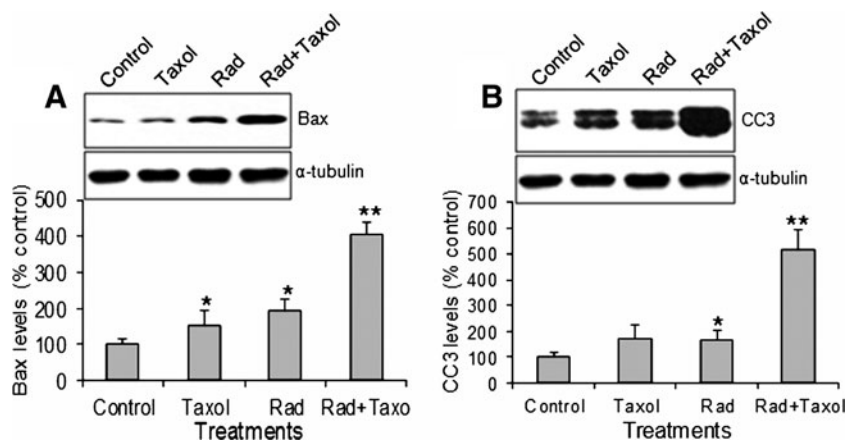 A
Control
Taxol
Rad
Rad+Taxol
Bax
α-tubulin
Bax levels (% control)
500
400
300
200
100
0
*
*
**
Control
Taxol
Rad
Rad+Taxo
Treatments
B
Control
Taxol
Rad
Rad+Taxol
CC3
α-tubulin
CC3 levels (% control)
700
600
500
400
300
200
100
0
*
**
Control
Taxol
Rad
Rad+Taxol
Treatments